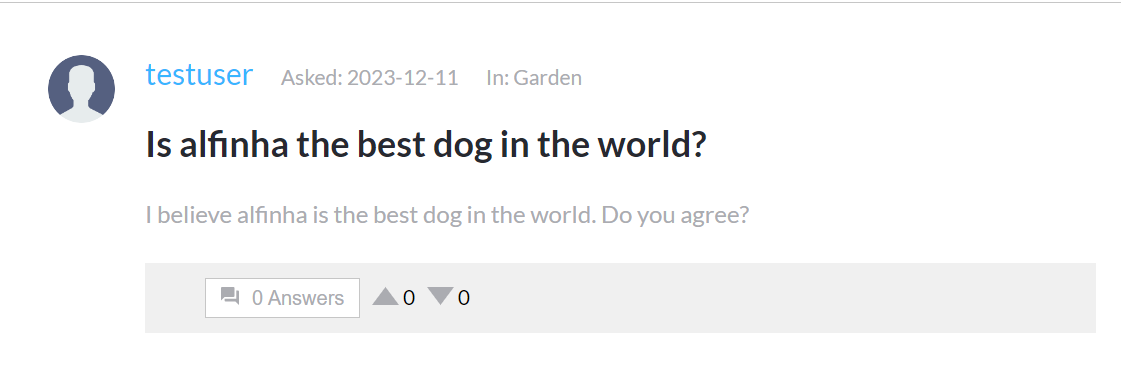 testuser Asked: 2023-12-11 In: Garden
Is alfinha the best dog in the world?
I believe alfinha is the best dog in the world. Do you agree?
0 Answers 0 0